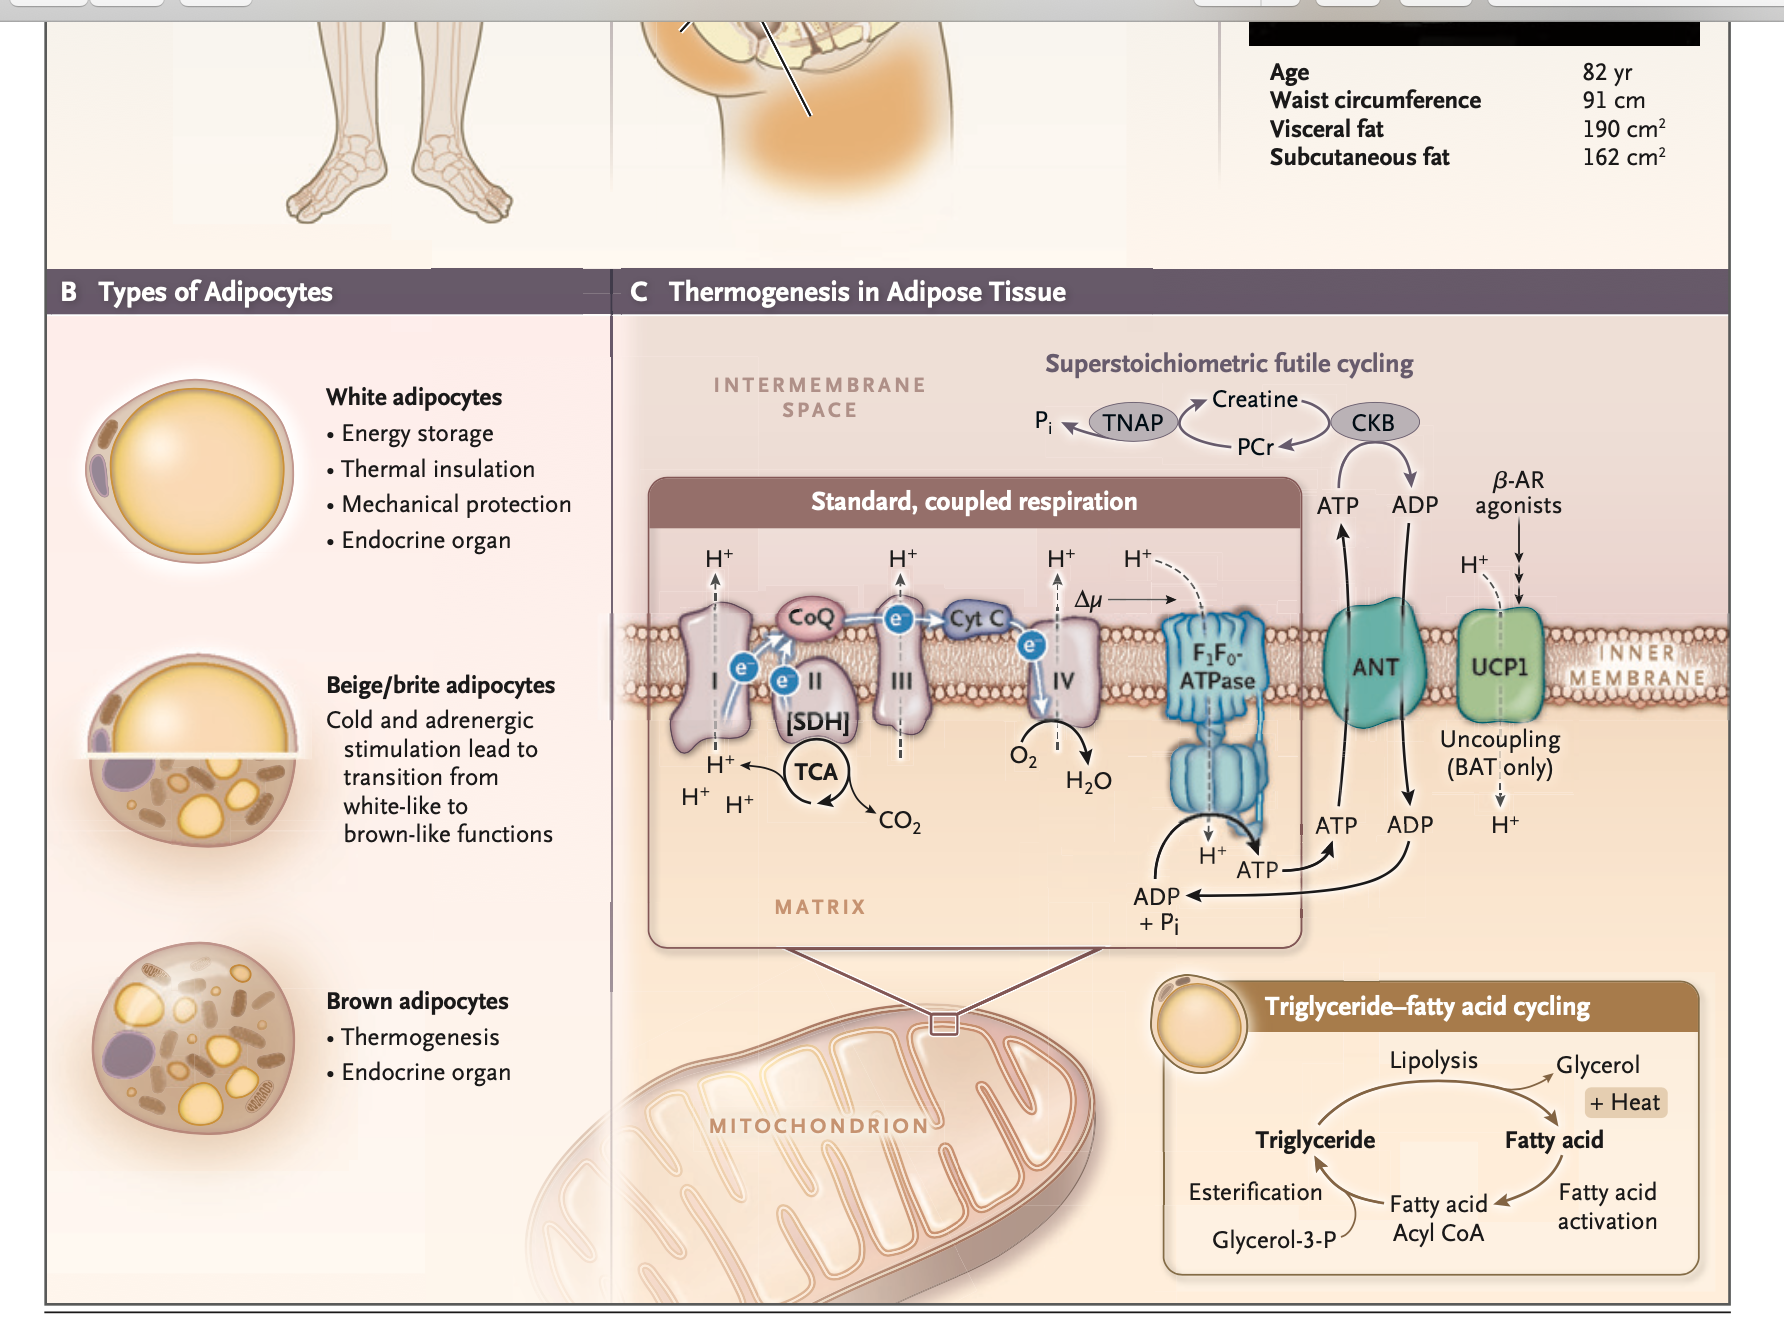 Age 82 yr
Waist circumference 91 cm
Visceral fat 190 cm²
Subcutaneous fat 162 cm²
B Types of Adipocytes
White adipocytes
• Energy storage
• Thermal insulation
• Mechanical protection
• Endocrine organ
Beige/brite adipocytes
Cold and adrenergic
stimulation lead to
transition from
white-like to
brown-like functions
Brown adipocytes
• Thermogenesis
• Endocrine organ
C Thermogenesis in Adipose Tissue
INTERMEMBRANE
SPACE
Superstoichiometric futile cycling
Creatine
Pi TNAP CKB
PCr
ATP ADP
β-AR
agonists
Standard, coupled respiration
H⁺ H⁺ H⁺ H⁺ H⁺
Δμ
CoQ e⁻ Cyt C
e⁻ e⁻ e⁻
I II III IV
[SDH]
F₁F₀-
ATPase
ANT UCP1
INNER
MEMBRANE
Uncoupling
(BAT only)
O₂ H₂O
H⁺ TCA
H⁺ H⁺
CO₂
ATP ADP H⁺
H⁺ ATP
ADP
+ Pi
MATRIX
MITOCHONDRION
Triglyceride–fatty acid cycling
Lipolysis Glycerol
+ Heat
Triglyceride Fatty acid
Esterification
Fatty acid
Acyl CoA
Fatty acid
activation
Glycerol-3-P